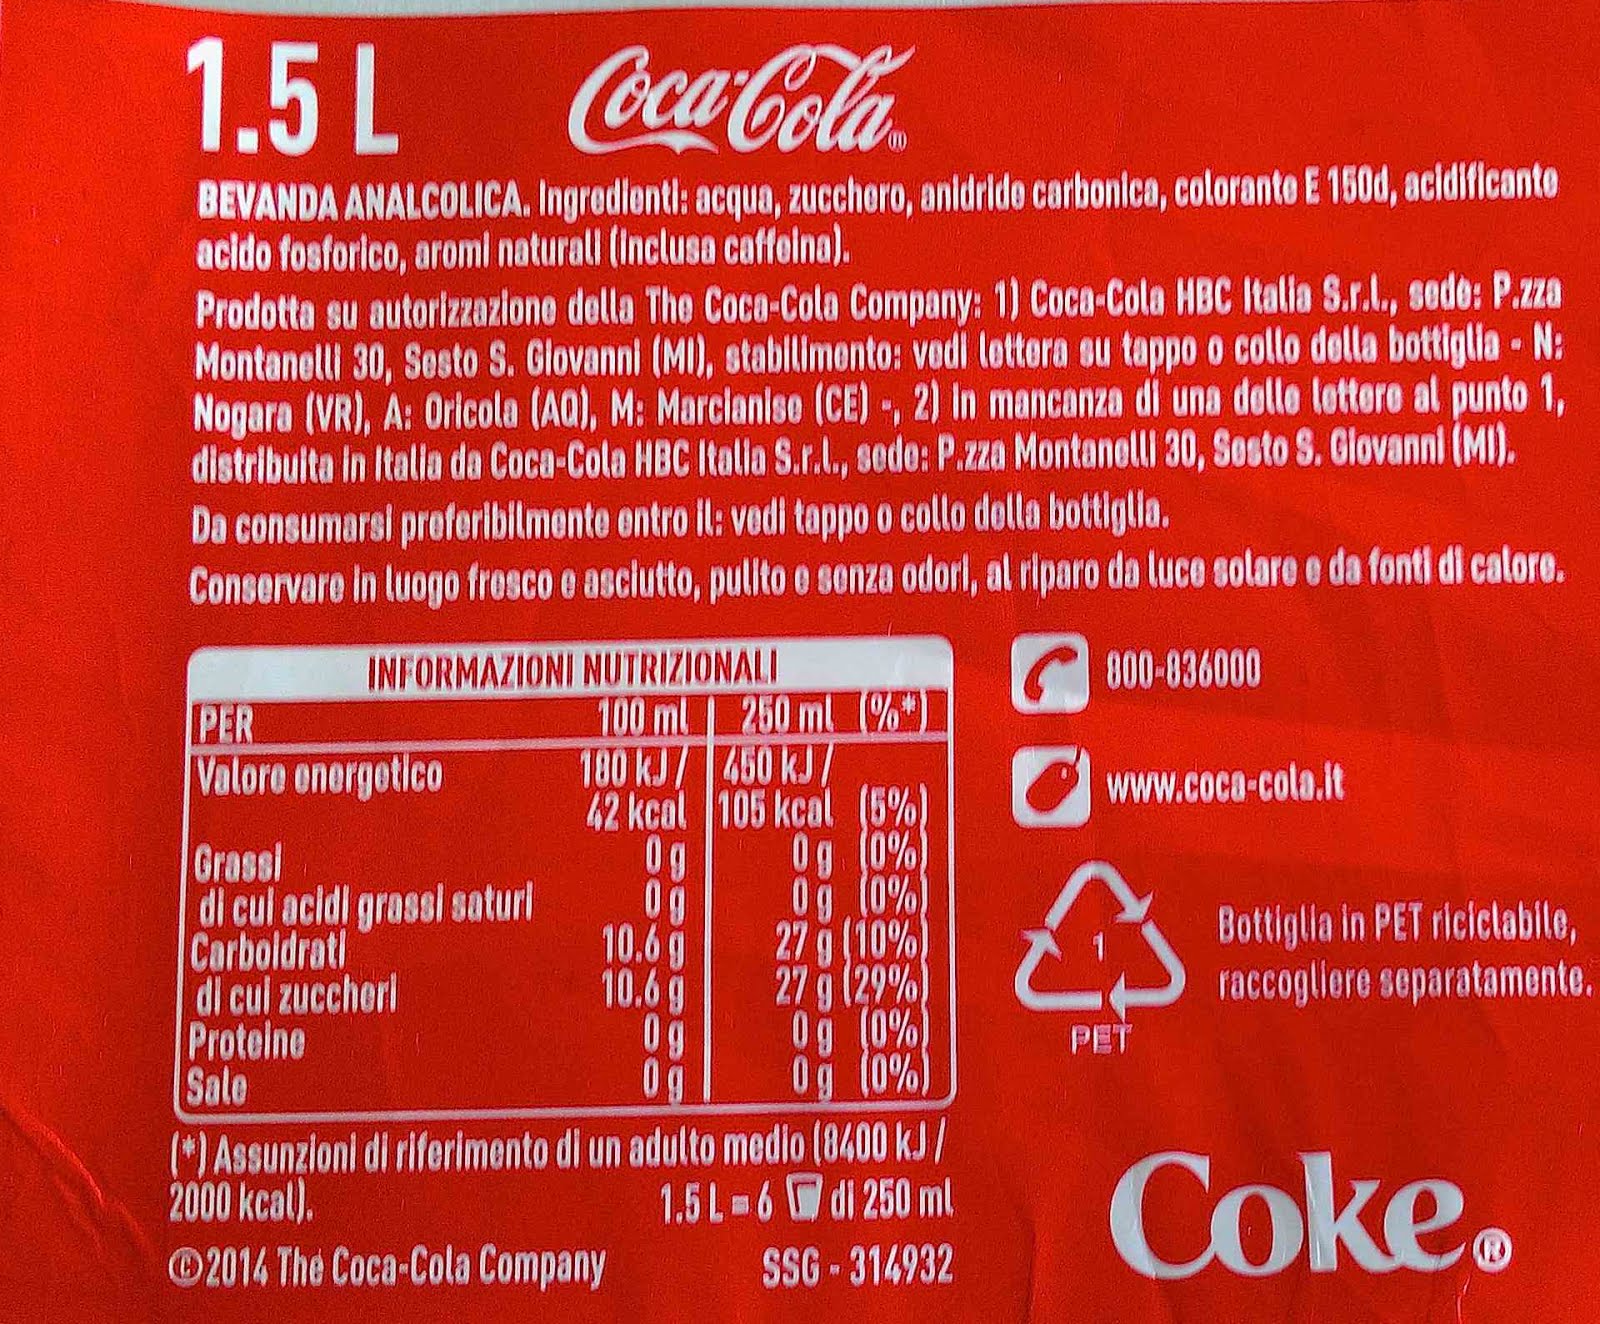 1.5 L
Coca-Cola®
BEVANDA ANALCOLICA. Ingredienti: acqua, zucchero, anidride carbonica, colorante E 150d, acidificante
acido fosforico, aromi naturali (inclusa caffeina).
Prodotta su autorizzazione della The Coca-Cola Company: 1) Coca-Cola HBC Italia S.r.l., sede: P.zza
Montanelli 30, Sesto S. Giovanni (MI), stabilimento: vedi lettera su tappo o collo della bottiglia - N:
Nogara (VR), A: Oricola (AQ), M: Marcianise (CE) -, 2) in mancanza di una delle lettere al punto 1,
distribuita in Italia da Coca-Cola HBC Italia S.r.l., sede: P.zza Montanelli 30, Sesto S. Giovanni (MI).
Da consumarsi preferibilmente entro il: vedi tappo o collo della bottiglia.
Conservare in luogo fresco e asciutto, pulito e senza odori, al riparo da luce solare e da fonti di calore.
INFORMAZIONI NUTRIZIONALI
PER 100 ml 250 ml (%*)
Valore energetico 180 kJ / 450 kJ /
42 kcal 105 kcal (5%)
Grassi 0 g 0 g (0%)
di cui acidi grassi saturi 0 g 0 g (0%)
Carboidrati 10.6 g 27 g (10%)
di cui zuccheri 10.6 g 27 g (29%)
Proteine 0 g 0 g (0%)
Sale 0 g 0 g (0%)
(*) Assunzioni di riferimento di un adulto medio (8400 kJ /
2000 kcal). 1.5 L = 6 di 250 ml
©2014 The Coca-Cola Company SSG - 314932
800-836000
www.coca-cola.it
1
PET
Bottiglia in PET riciclabile,
raccogliere separatamente.
Coke®